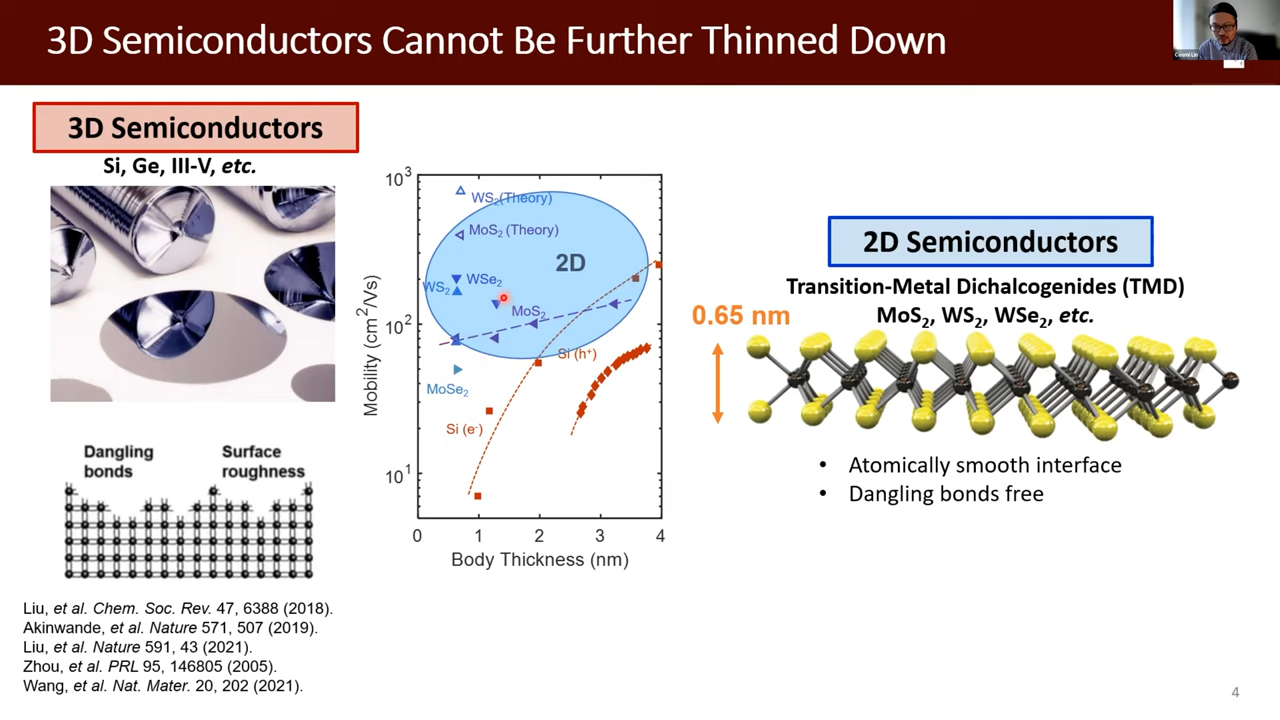 3D Semiconductors Cannot Be Further Thinned Down
Cosmi Lin
3D Semiconductors
Si, Ge, III-V, etc.
Dangling
bonds
Surface
roughness
Liu, et al. Chem. Soc. Rev. 47, 6388 (2018).
Akinwande, et al. Nature 571, 507 (2019).
Liu, et al. Nature 591, 43 (2021).
Zhou, et al. PRL 95, 146805 (2005).
Wang, et al. Nat. Mater. 20, 202 (2021).
Mobility (cm²/Vs)
10³
10²
10¹
WS₂(Theory)
MoS₂ (Theory)
2D
WSe₂
WS₂
MoS₂
Si (h⁺)
MoSe₂
Si (e⁻)
0
1
2
3
4
Body Thickness (nm)
2D Semiconductors
Transition-Metal Dichalcogenides (TMD)
MoS₂, WS₂, WSe₂, etc.
0.65 nm
• Atomically smooth interface
• Dangling bonds free
4